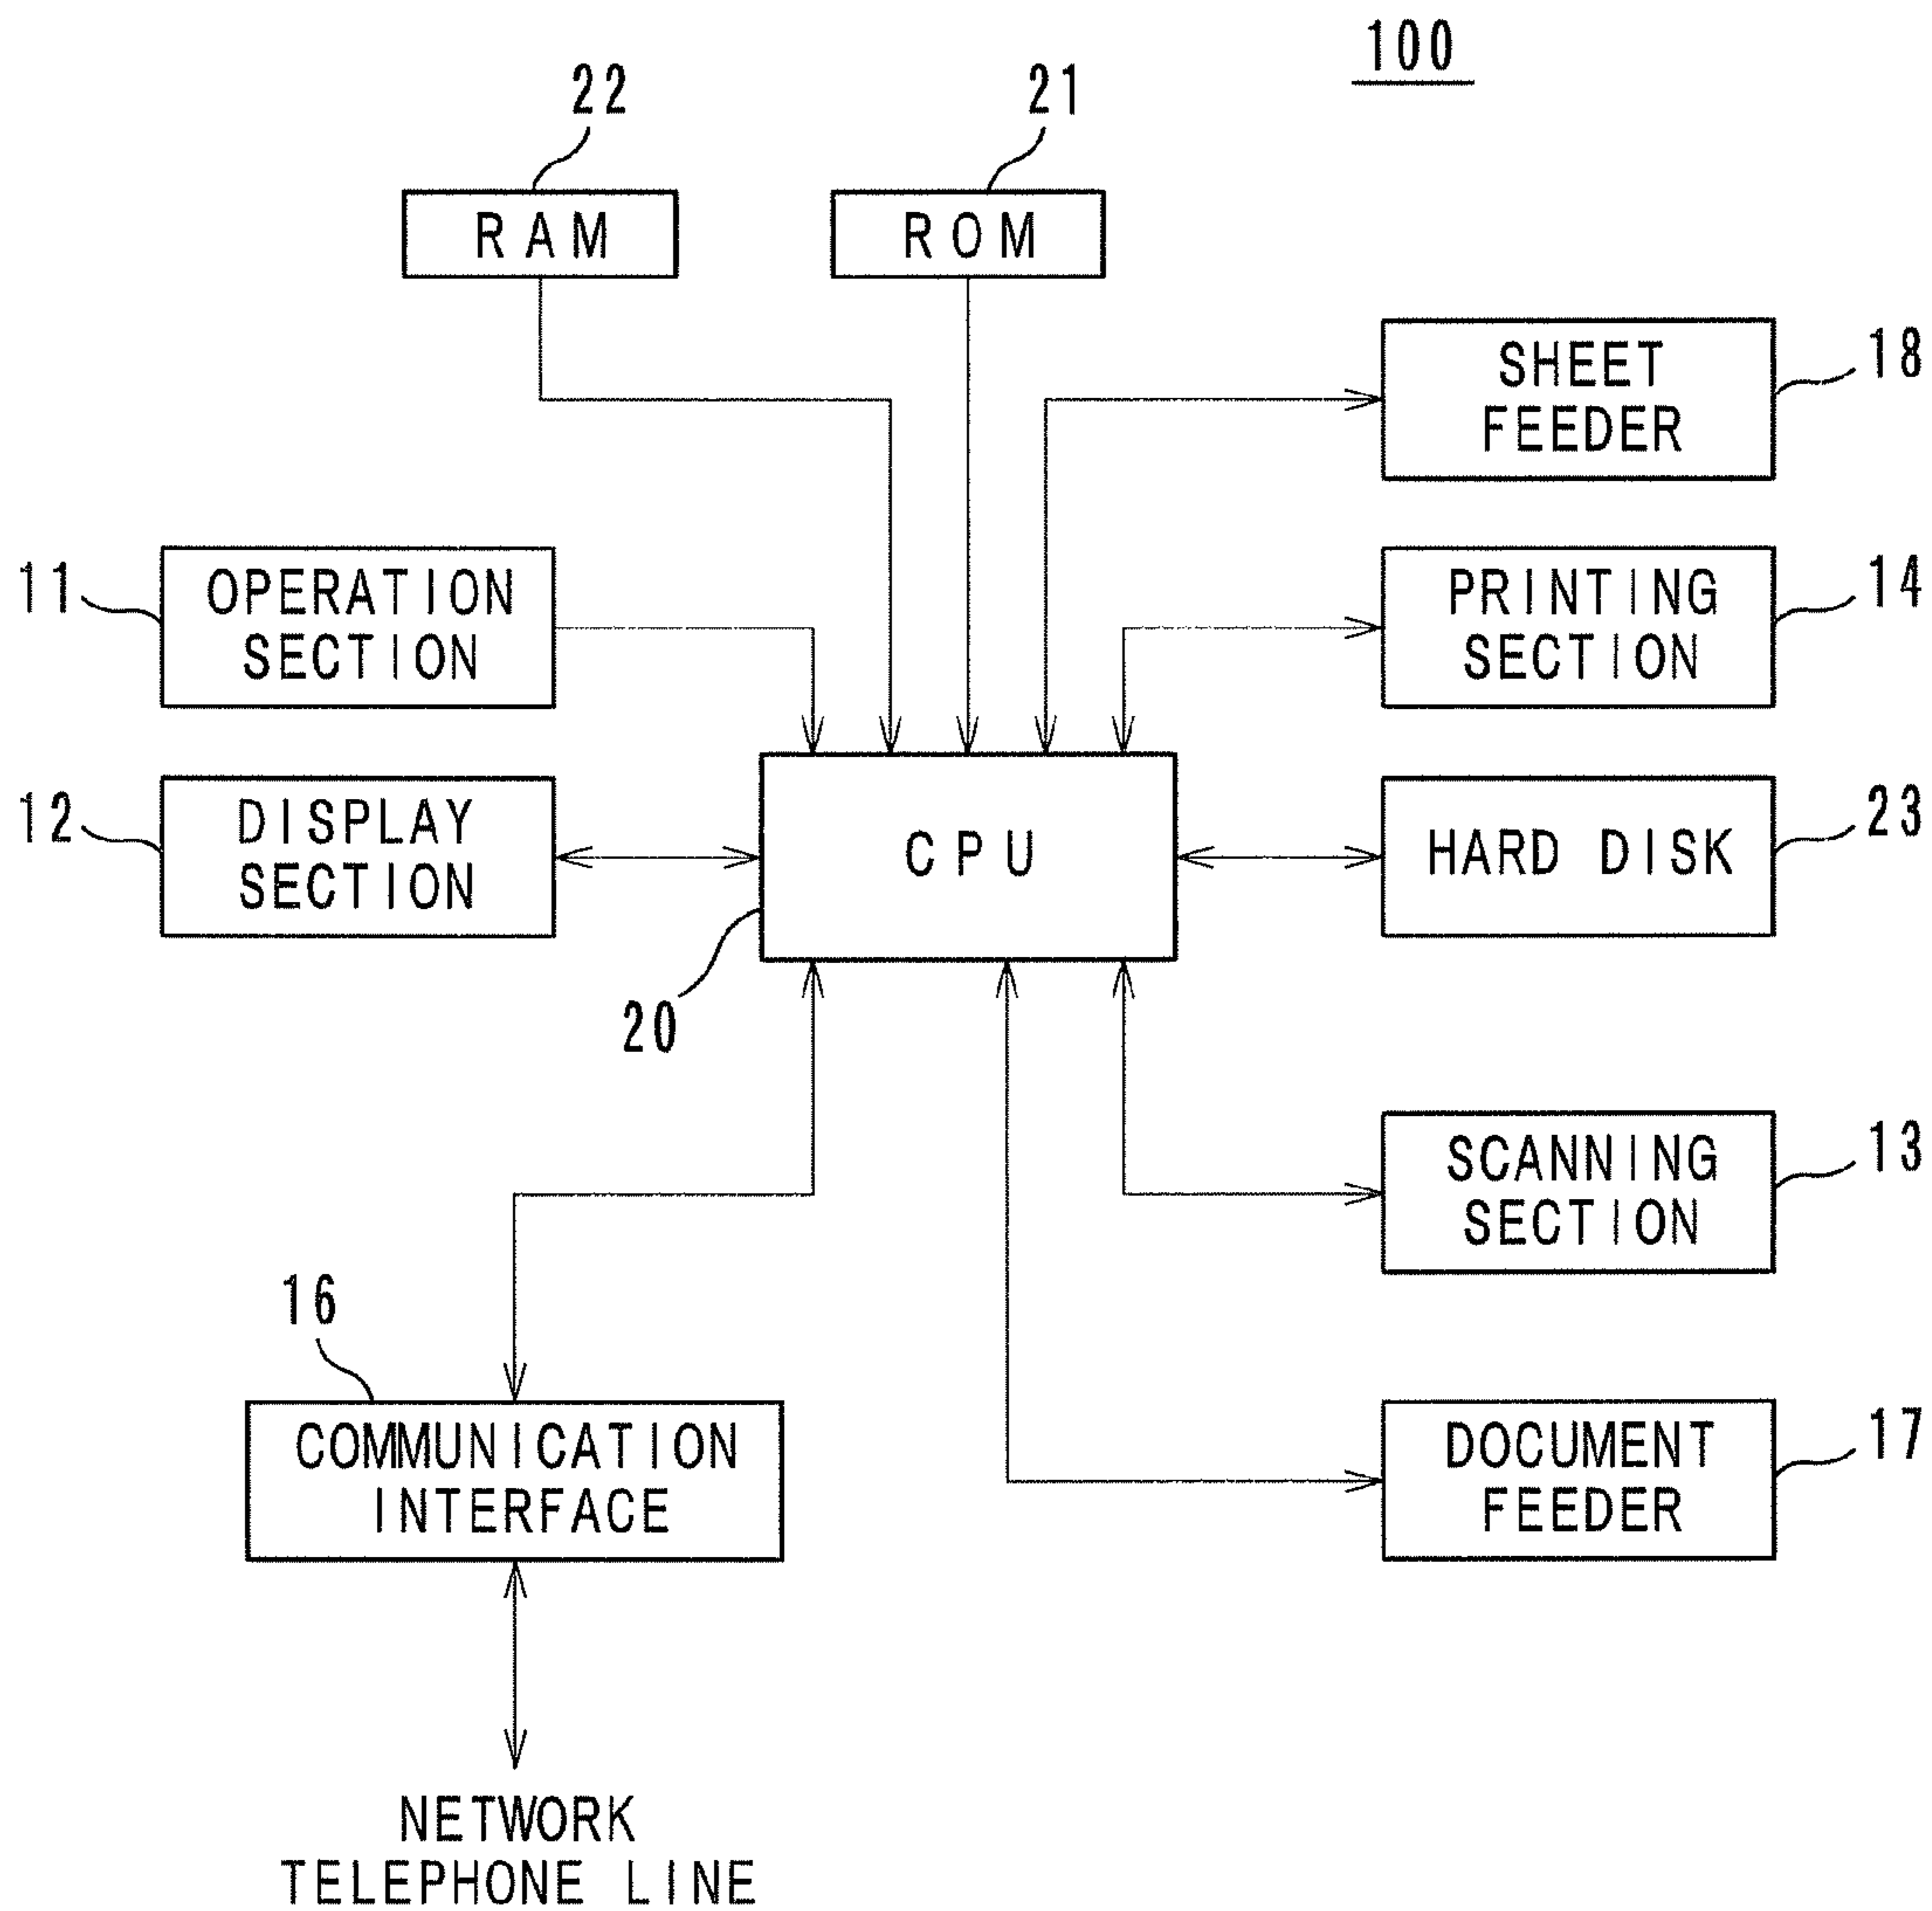 100
22
21
RAM
ROM
SHEET
FEEDER
18
11
OPERATION
SECTION
PRINTING
SECTION
14
12
DISPLAY
SECTION
CPU
HARD DISK
23
20
SCANNING
SECTION
13
16
COMMUNICATION
INTERFACE
DOCUMENT
FEEDER
17
NETWORK
TELEPHONE LINE